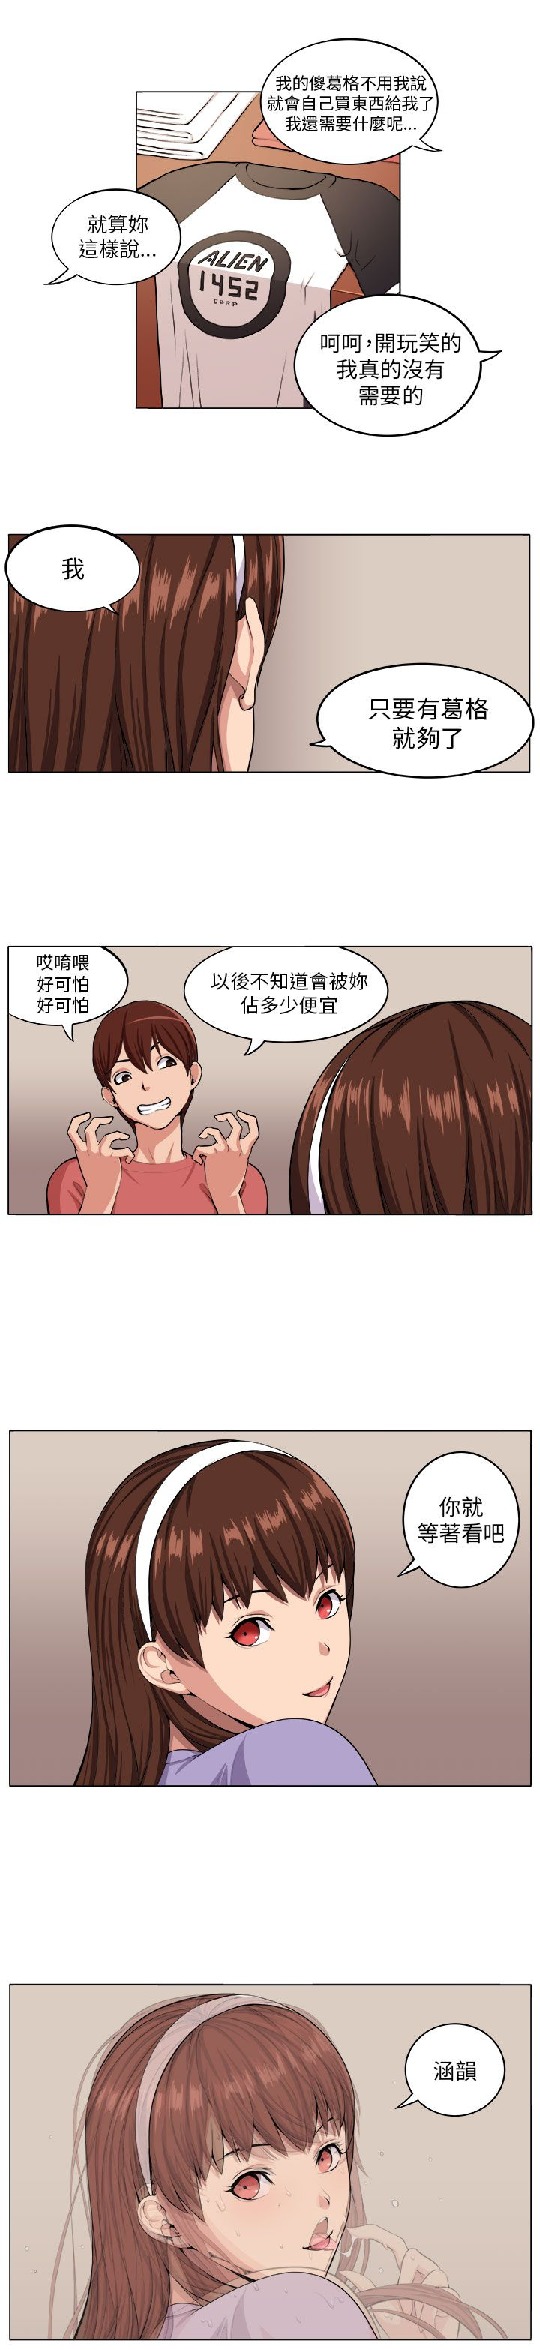 我的傻葛格不用我說
就會自己買東西給我了
我還需要什麼呢…
就算妳
這樣說…
ALIEN
1452
CORP
呵呵，開玩笑的
我真的沒有
需要的
我
只要有葛格
就夠了
哎唷喂
好可怕
好可怕
以後不知道會被妳
佔多少便宜
你就
等著看吧
涵韻